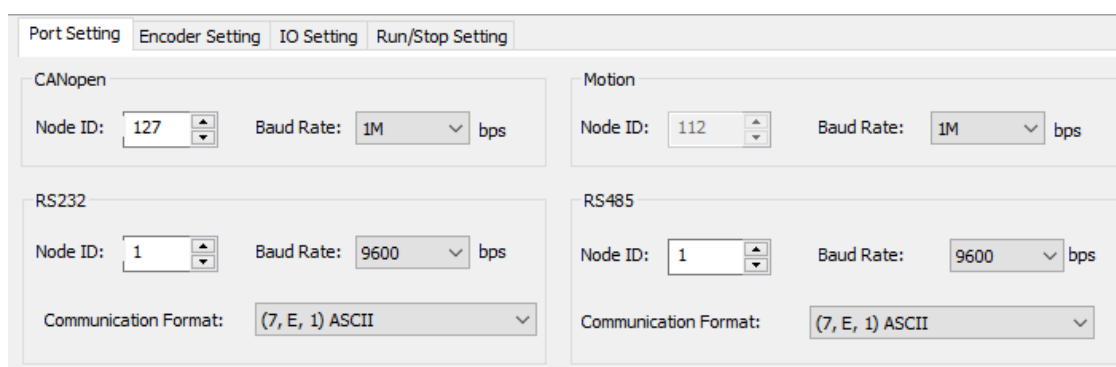 Port Setting Encoder Setting IO Setting Run/Stop Setting
CANopen
Node ID: 127 Baud Rate: 1M bps
Motion
Node ID: 112 Baud Rate: 1M bps
RS232
Node ID: 1 Baud Rate: 9600 bps
Communication Format: (7, E, 1) ASCII
RS485
Node ID: 1 Baud Rate: 9600 bps
Communication Format: (7, E, 1) ASCII